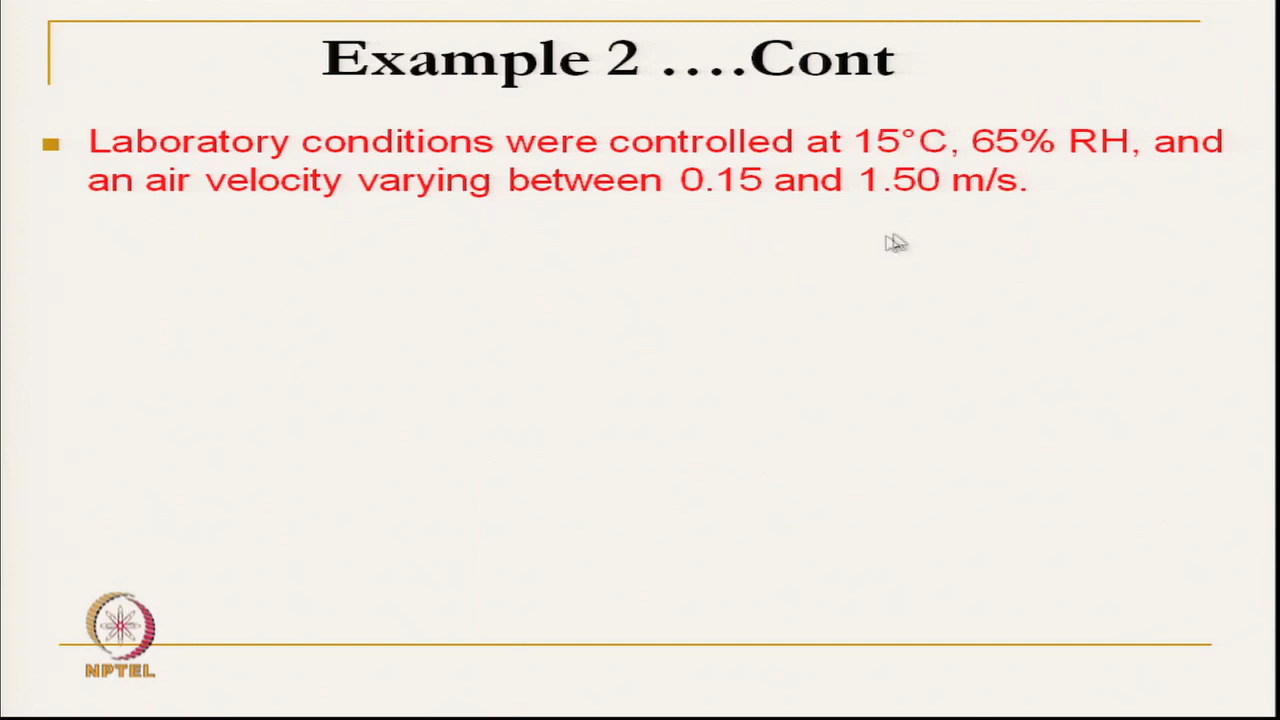 Example 2 ....Cont
Laboratory conditions were controlled at 15°C, 65% RH, and
an air velocity varying between 0.15 and 1.50 m/s.
NPTEL